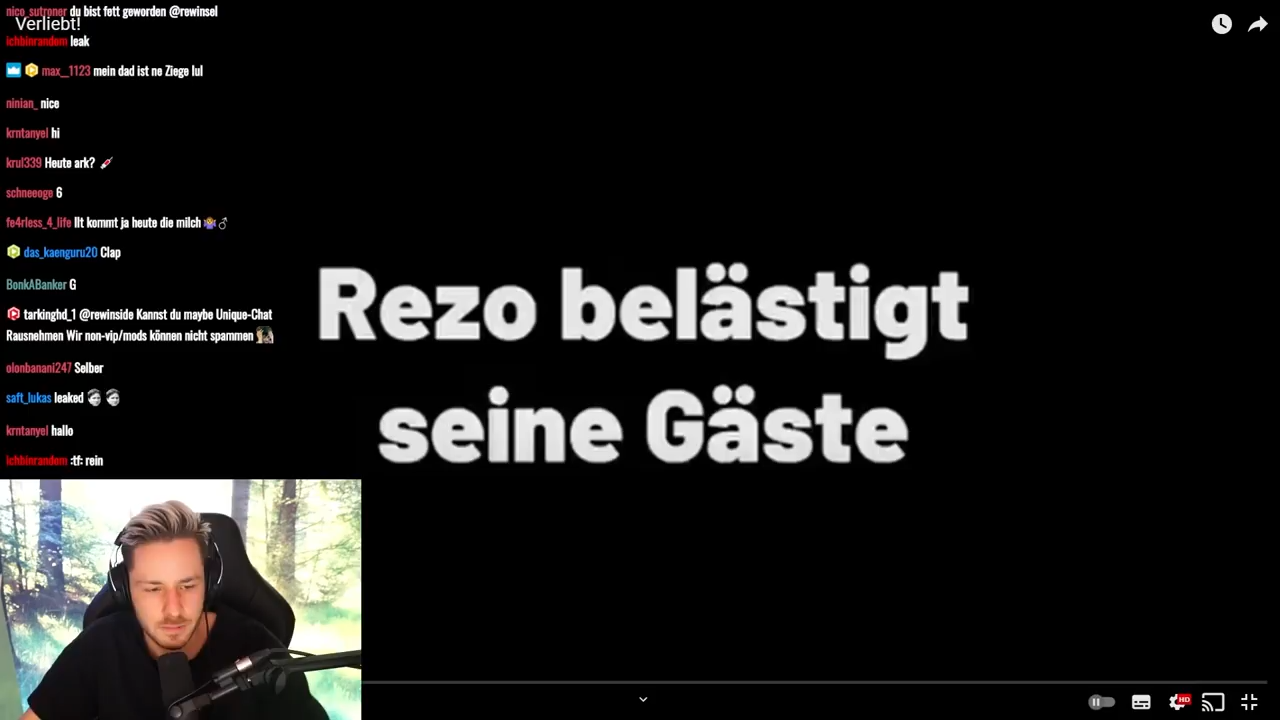 nico_sutroner du bist fett geworden @rewinsel
Verliebt!
ichbinrandom leak
max__1123 mein dad ist ne Ziege lul
ninian_ nice
krntanyel hi
krul339 Heute ark?
schneeoge 6
fe4rless_4_life llt kommt ja heute die milch
das_kaenguru20 Clap
BonkABanker G
tarkinghd_1 @rewinside Kannst du maybe Unique-Chat
Rausnehmen Wir non-vip/mods können nicht spammen
olonbanani247 Selber
saft_lukas leaked
krntanyel hallo
ichbinrandom :tf: rein
Rezo belästigt
seine Gäste
HD